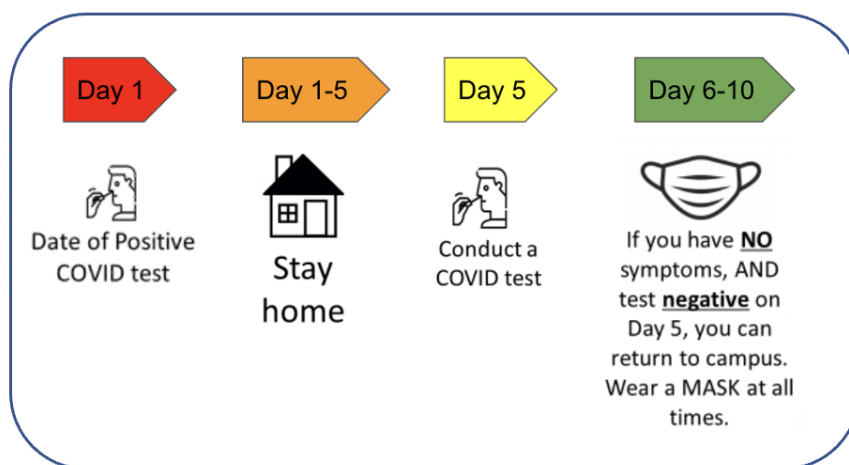 Day 1
Date of Positive
COVID test
Day 1-5
Stay
home
Day 5
Conduct a
COVID test
Day 6-10
If you have NO
symptoms, AND
test negative on
Day 5, you can
return to campus.
Wear a MASK at all
times.